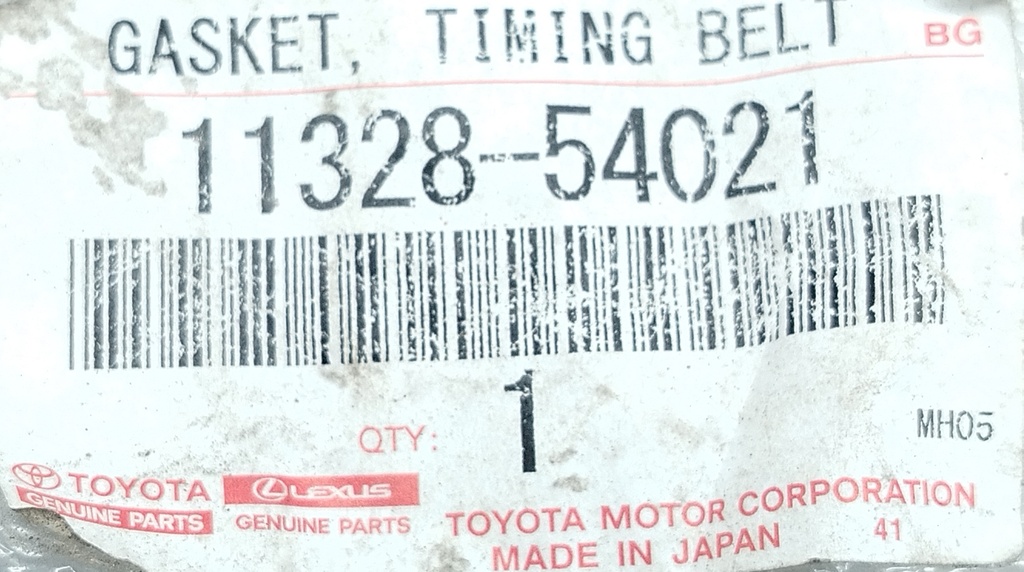 GASKET, TIMING BELT BG
11328-54021
QTY: 1
MH05
TOYOTA
GENUINE PARTS
LEXUS
GENUINE PARTS
TOYOTA MOTOR CORPORATION
MADE IN JAPAN 41